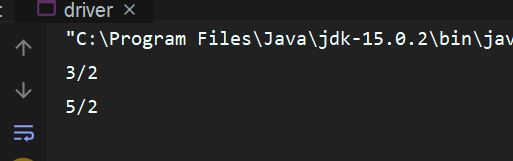 driver ×
"C:\Program Files\Java\jdk-15.0.2\bin\jav
3/2
5/2